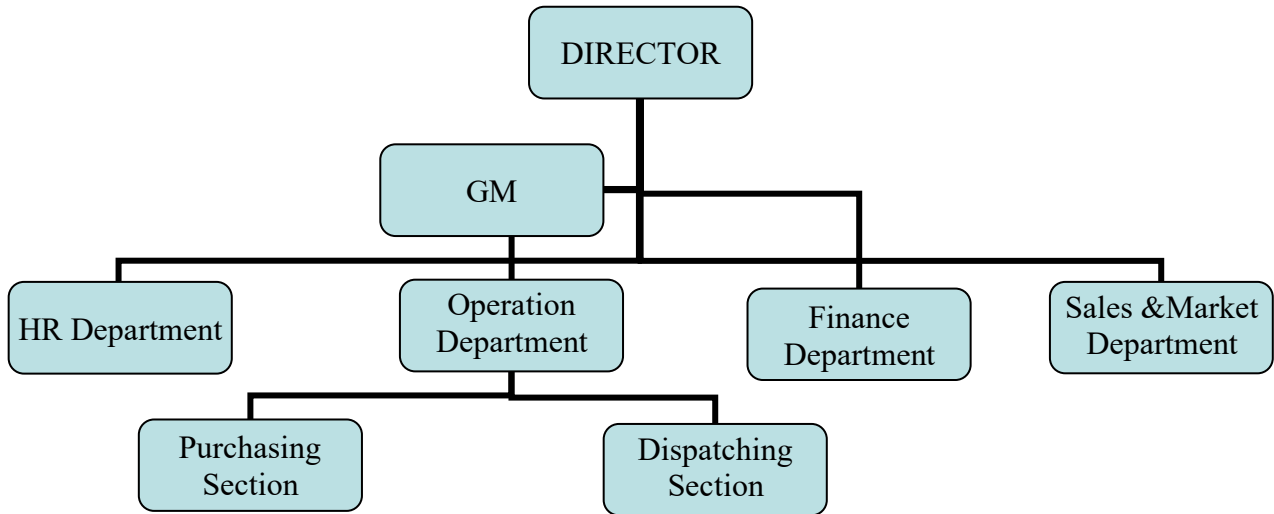 DIRECTOR
GM
HR Department
Operation
Department
Finance
Department
Sales &Market
Department
Purchasing
Section
Dispatching
Section